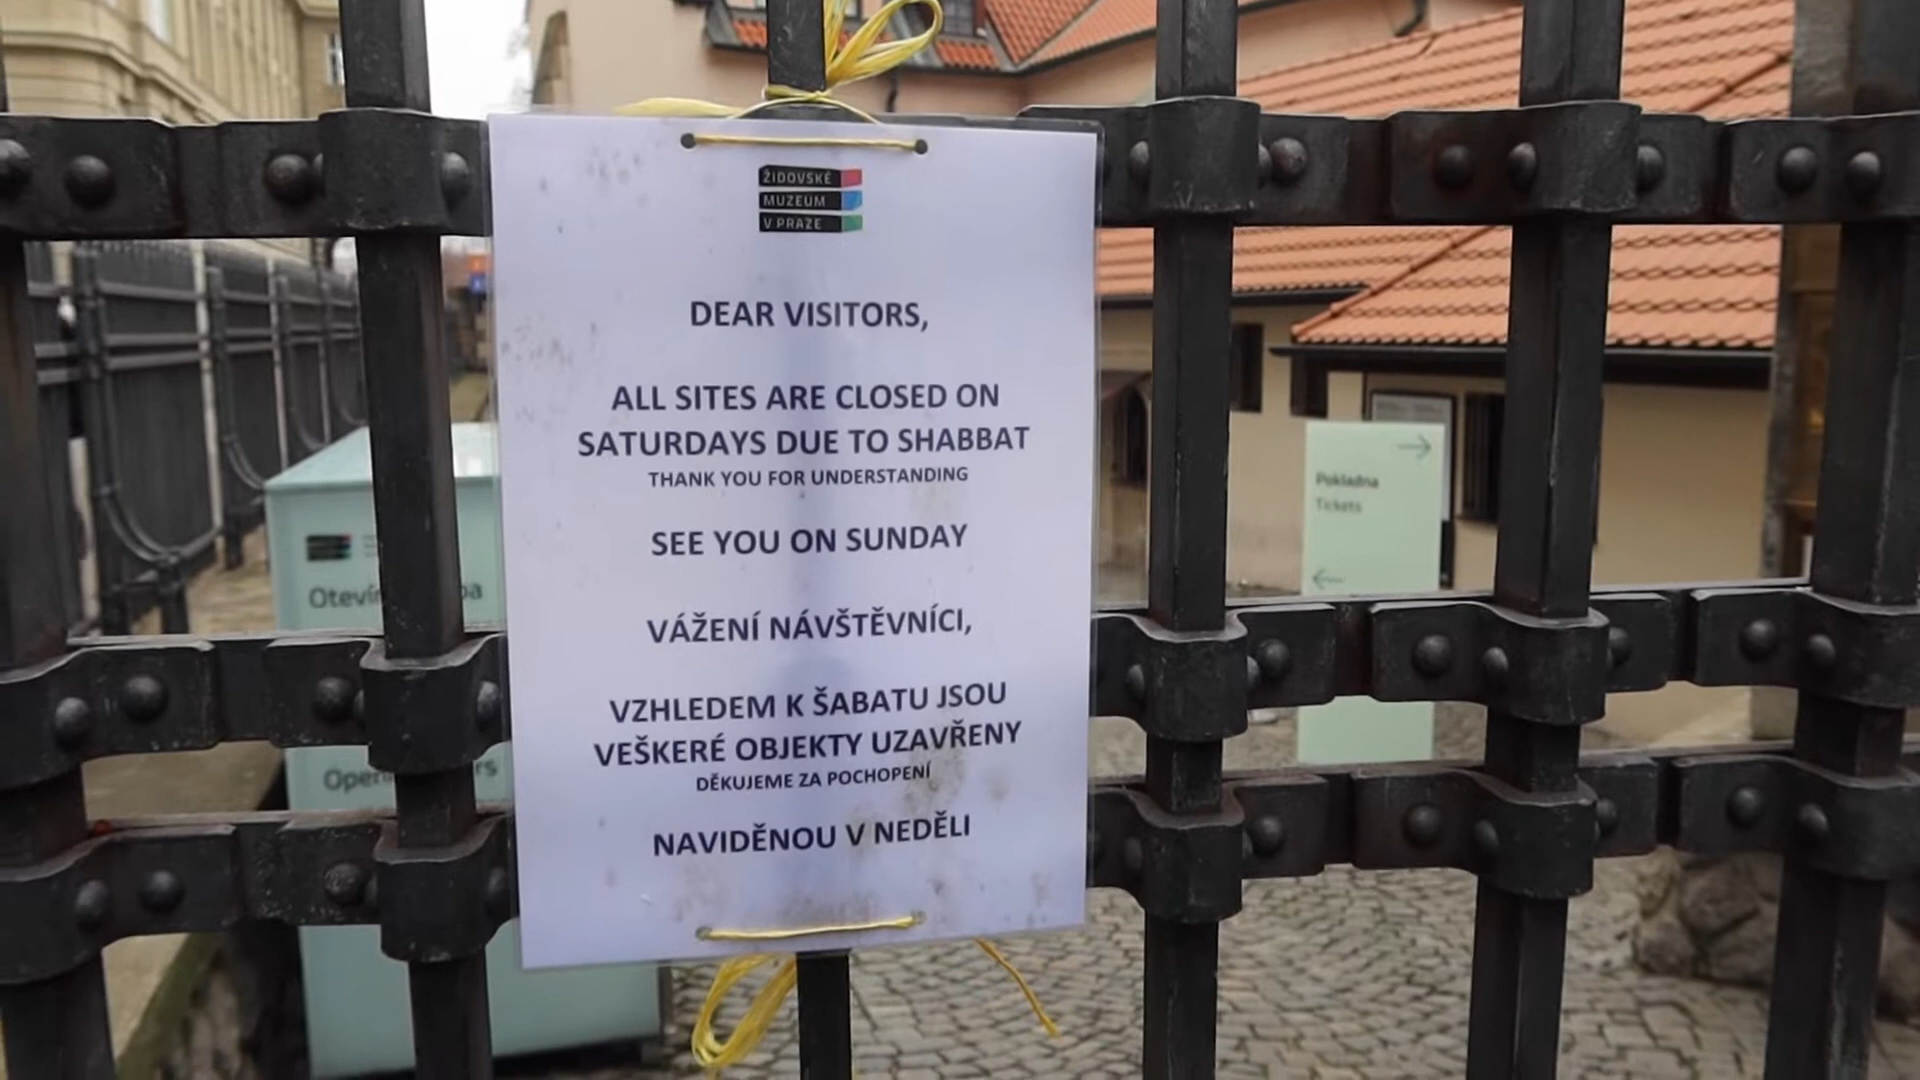 ŽIDOVSKÉ
MUZEUM
V PRAZE
DEAR VISITORS,
ALL SITES ARE CLOSED ON
SATURDAYS DUE TO SHABBAT
THANK YOU FOR UNDERSTANDING
SEE YOU ON SUNDAY
VÁŽENÍ NÁVŠTĚVNÍCI,
VZHLEDEM K ŠABATU JSOU
VEŠKERÉ OBJEKTY UZAVŘENY
DĚKUJEME ZA POCHOPENÍ
NAVIDĚNOU V NEDĚLI
Pokladna
Tickets